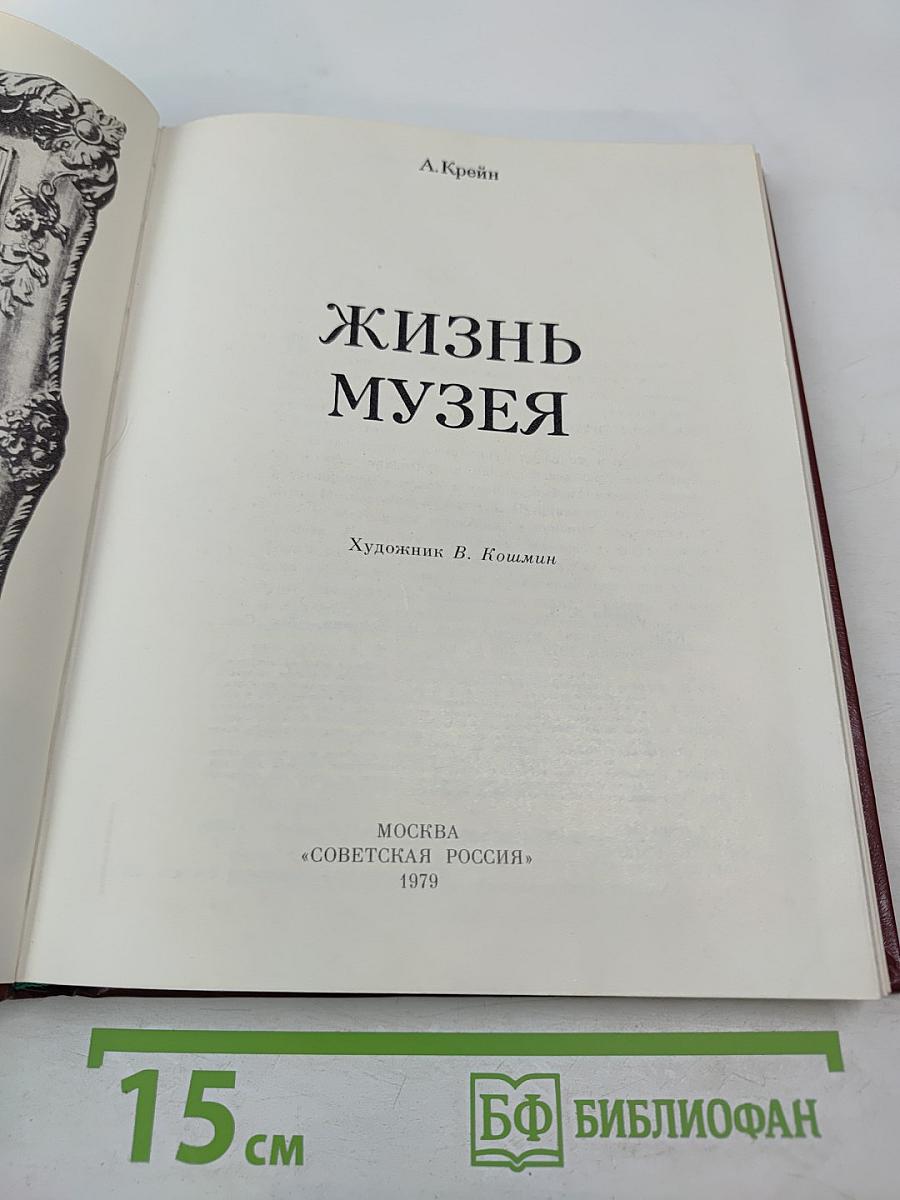 А. Крейн
ЖИЗНЬ
МУЗЕЯ
Художник В. Кошмин
МОСКВА
«СОВЕТСКАЯ РОССИЯ»
1979
15 см
БФ БИБЛИОФАН